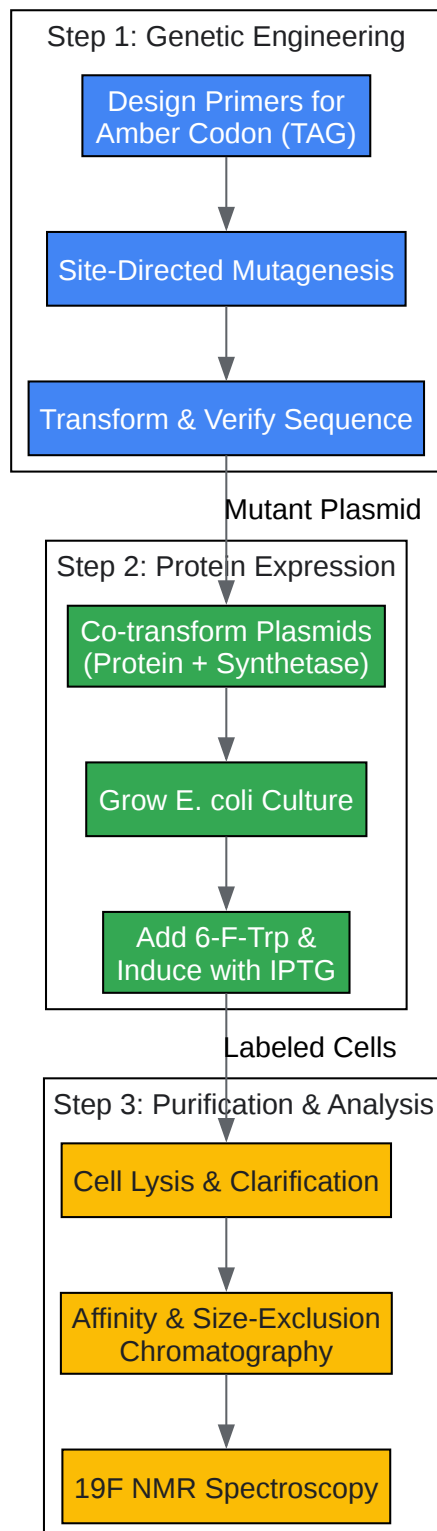 Step 1: Genetic Engineering
Design Primers for
Amber Codon (TAG)
Site-Directed Mutagenesis
Transform & Verify Sequence
Mutant Plasmid
Step 2: Protein Expression
Co-transform Plasmids
(Protein + Synthetase)
Grow E. coli Culture
Add 6-F-Trp &
Induce with IPTG
Labeled Cells
Step 3: Purification & Analysis
Cell Lysis & Clarification
Affinity & Size-Exclusion
Chromatography
19F NMR Spectroscopy